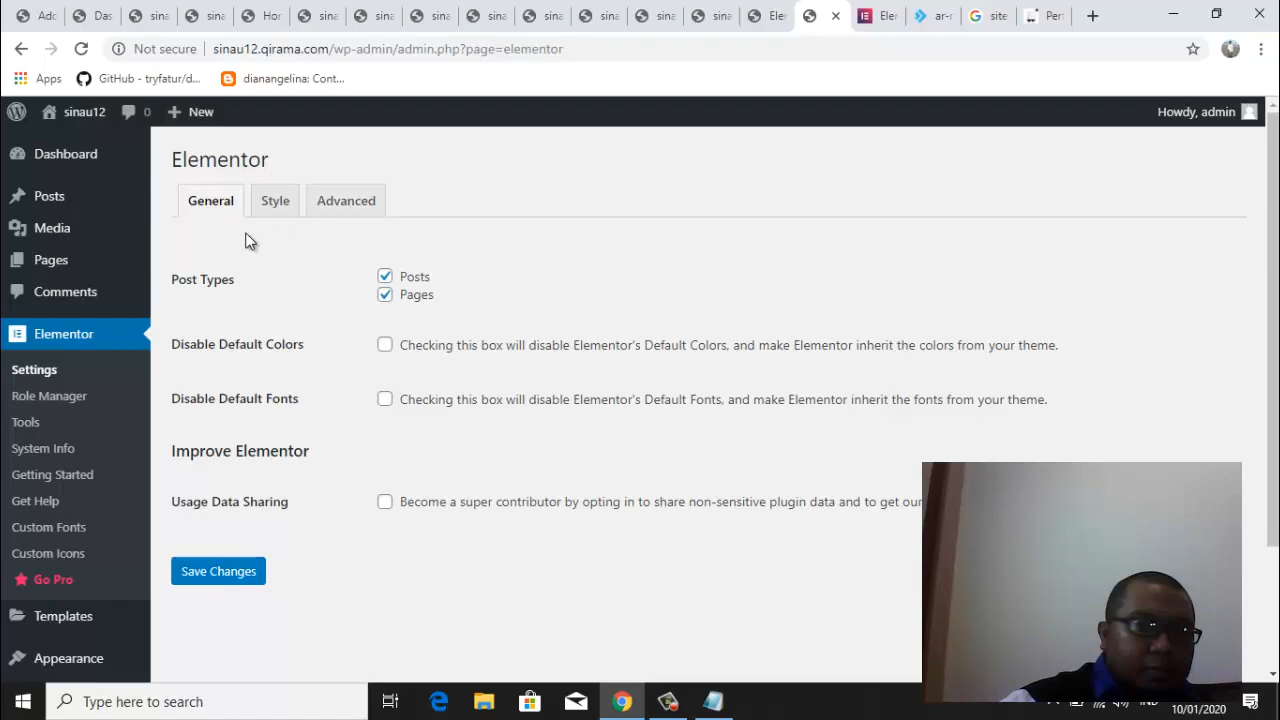 Adc
Das
sina
sina
Hor
sina
sina
sina
sina
sina
sina
sina
sina
Ele
Ele
ar-r
site
Per
Not secure
sinau12.qirama.com/wp-admin/admin.php?page=elementor
Apps
GitHub - tryfatur/d...
dianangelina: Cont...
sinau12
0
New
Howdy, admin
Dashboard
Posts
Media
Pages
Comments
Elementor
Settings
Role Manager
Tools
System Info
Getting Started
Get Help
Custom Fonts
Custom Icons
Go Pro
Templates
Appearance
Elementor
General
Style
Advanced
Post Types
Posts
Pages
Disable Default Colors
Checking this box will disable Elementor's Default Colors, and make Elementor inherit the colors from your theme.
Disable Default Fonts
Checking this box will disable Elementor's Default Fonts, and make Elementor inherit the fonts from your theme.
Improve Elementor
Usage Data Sharing
Become a super contributor by opting in to share non-sensitive plugin data and to get our
Save Changes
Type here to search
IND
10/01/2020